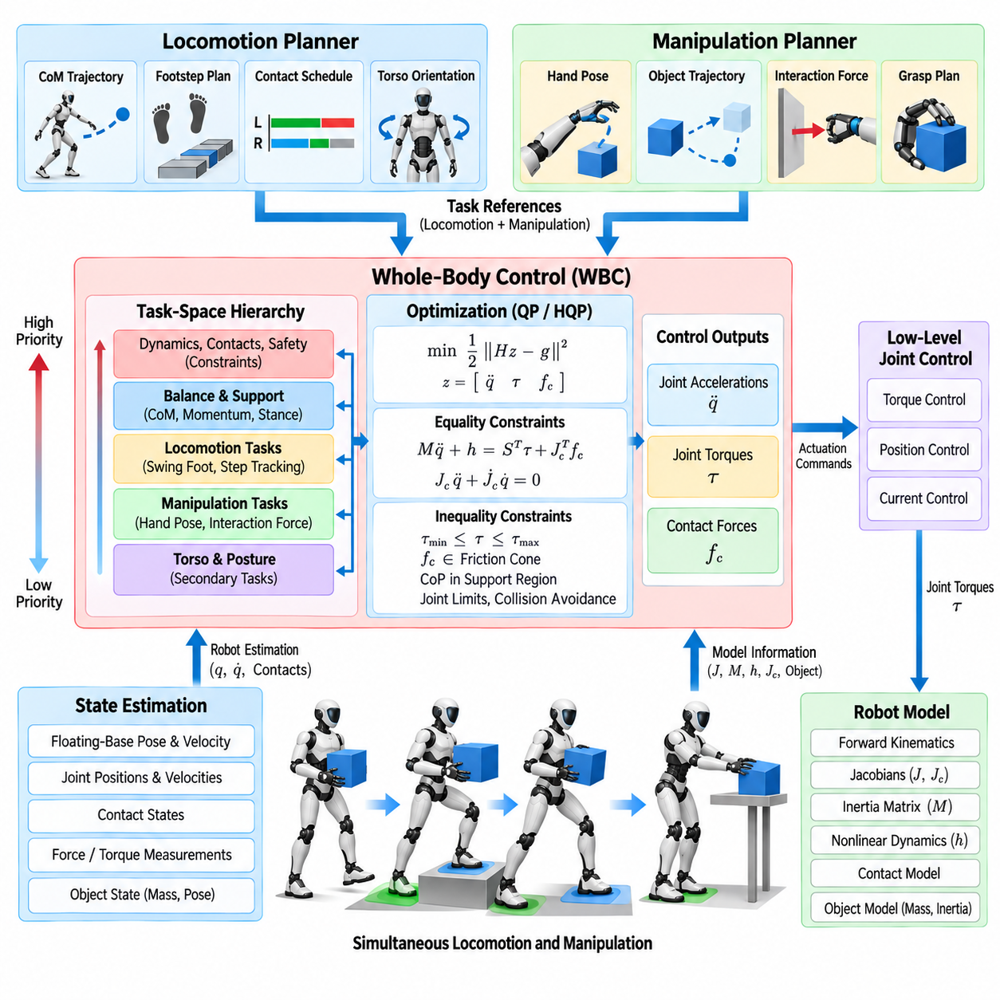 Locomotion Planner
CoM Trajectory
Footstep Plan
Contact Schedule
L
R
Torso Orientation
Manipulation Planner
Hand Pose
Object Trajectory
Interaction Force
Grasp Plan
Task References
(Locomotion + Manipulation)
Whole-Body Control (WBC)
High
Priority
Low
Priority
Task-Space Hierarchy
Dynamics, Contacts, Safety
(Constraints)
Balance & Support
(CoM, Momentum, Stance)
Locomotion Tasks
(Swing Foot, Step Tracking)
Manipulation Tasks
(Hand Pose, Interaction Force)
Torso & Posture
(Secondary Tasks)
Optimization (QP / HQP)
min 1/2 ||Hz − g||²
z = [ q̈ τ f_c ]
Equality Constraints
Mq̈ + h = Sᵀτ + J_cᵀf_c
J_c q̈ + J̇_c q̇ = 0
Inequality Constraints
τ_min ≤ τ ≤ τ_max
f_c ∈ Friction Cone
CoP in Support Region
Joint Limits, Collision Avoidance
Control Outputs
Joint Accelerations
q̈
Joint Torques
τ
Contact Forces
f_c
Actuation
Commands
Low-Level
Joint Control
Torque Control
Position Control
Current Control
Joint Torques
τ
Robot Estimation
(q, q̇, Contacts)
Model Information
(J, M, h, J_c, Object)
State Estimation
Floating-Base Pose & Velocity
Joint Positions & Velocities
Contact States
Force / Torque Measurements
Object State (Mass, Pose)
Robot Model
Forward Kinematics
Jacobians (J, J_c)
Inertia Matrix (M)
Nonlinear Dynamics (h)
Contact Model
Object Model (Mass, Inertia)
Simultaneous Locomotion and Manipulation